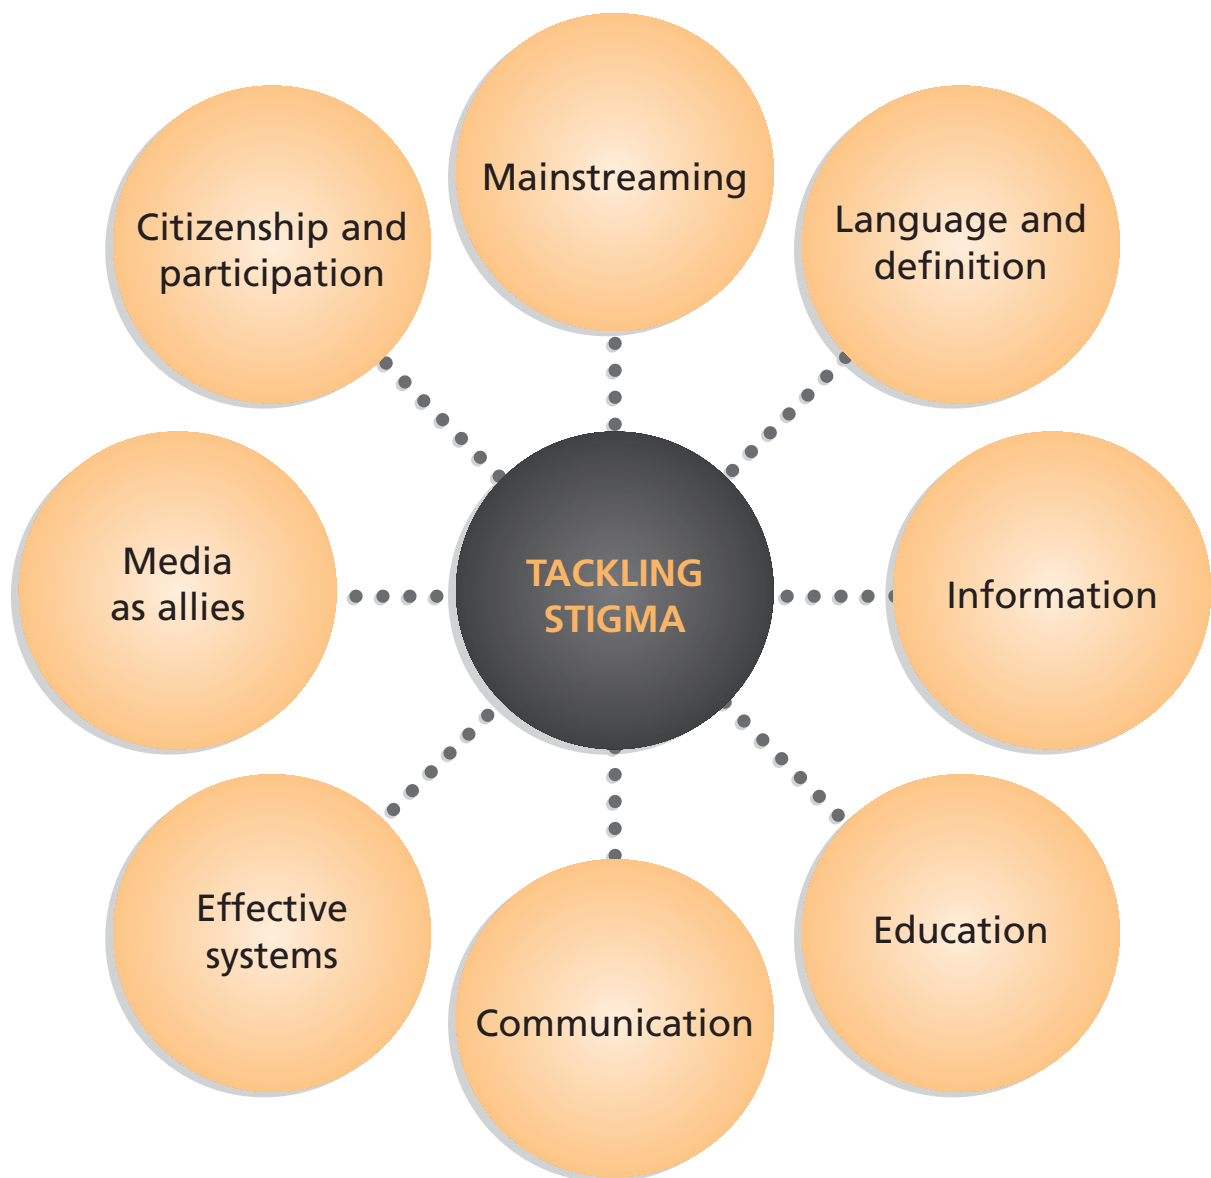 Mainstreaming
Language and
definition
Information
Education
Communication
Effective
systems
Media
as allies
Citizenship and
participation
TACKLING
STIGMA